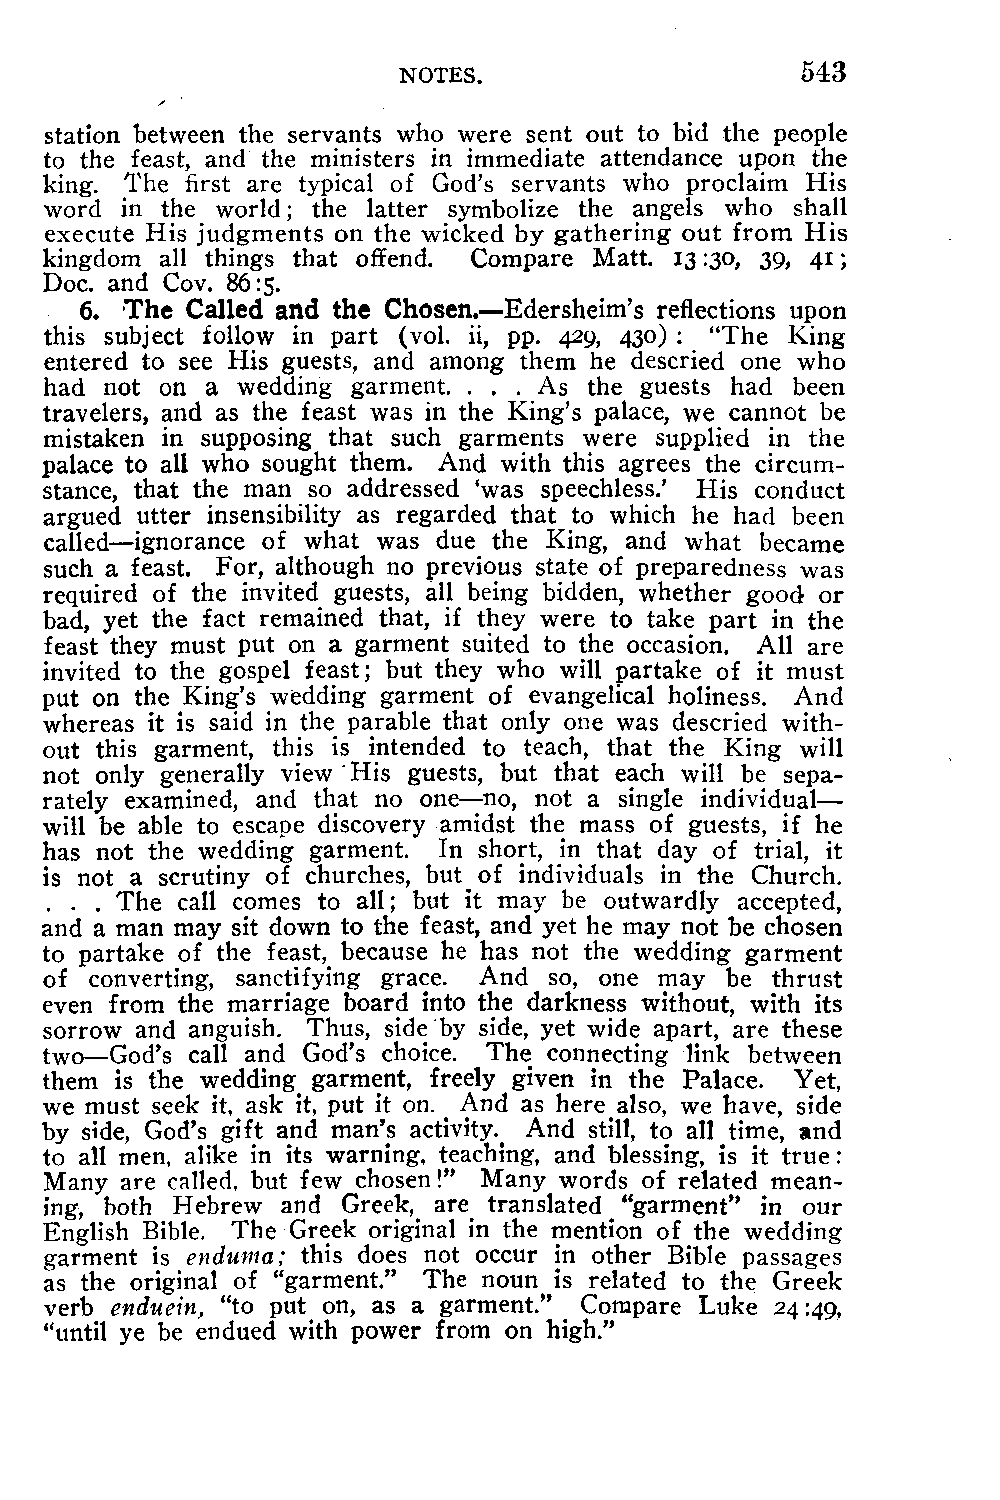 NOTES. 543
station between the servants who were sent out to bid the people
to the feast, and the ministers in immediate attendance upon the
king. The first are typical of God's servants who proclaim His
word in the world; the latter symbolize the angels who shall
execute His judgments on the wicked by gathering out from His
kingdom all things that offend. Compare Matt. 13:30, 39, 41;
Doc. and Cov. 86:5.
6. The Called and the Chosen.—Edersheim's reflections upon
this subject follow in part (vol. ii, pp. 429, 430): "The King
entered to see His guests, and among them he descried one who
had not on a wedding garment. . . . As the guests had been
travelers, and as the feast was in the King's palace, we cannot be
mistaken in supposing that such garments were supplied in the
palace to all who sought them. And with this agrees the circum-
stance, that the man so addressed 'was speechless.' His conduct
argued utter insensibility as regarded that to which he had been
called—ignorance of what was due the King, and what became
such a feast. For, although no previous state of preparedness was
required of the invited guests, all being bidden, whether good or
bad, yet the fact remained that, if they were to take part in the
feast they must put on a garment suited to the occasion. All are
invited to the gospel feast; but they who will partake of it must
put on the King's wedding garment of evangelical holiness. And
whereas it is said in the parable that only one was descried with-
out this garment, this is intended to teach, that the King will
not only generally view His guests, but that each will be sepa-
rately examined, and that no one—no, not a single individual—
will be able to escape discovery amidst the mass of guests, if he
has not the wedding garment. In short, in that day of trial, it
is not a scrutiny of churches, but of individuals in the Church.
. . . The call comes to all; but it may be outwardly accepted,
and a man may sit down to the feast, and yet he may not be chosen
to partake of the feast, because he has not the wedding garment
of converting, sanctifying grace. And so, one may be thrust
even from the marriage board into the darkness without, with its
sorrow and anguish. Thus, side by side, yet wide apart, are these
two—God's call and God's choice. The connecting link between
them is the wedding garment, freely given in the Palace. Yet,
we must seek it, ask it, put it on. And as here also, we have, side
by side, God's gift and man's activity. And still, to all time, and
to all men, alike in its warning, teaching, and blessing, is it true:
Many are called, but few chosen!" Many words of related mean-
ing, both Hebrew and Greek, are translated "garment" in our
English Bible. The Greek original in the mention of the wedding
garment is enduma; this does not occur in other Bible passages
as the original of "garment." The noun is related to the Greek
verb enduein, "to put on, as a garment." Compare Luke 24:49,
"until ye be endued with power from on high."